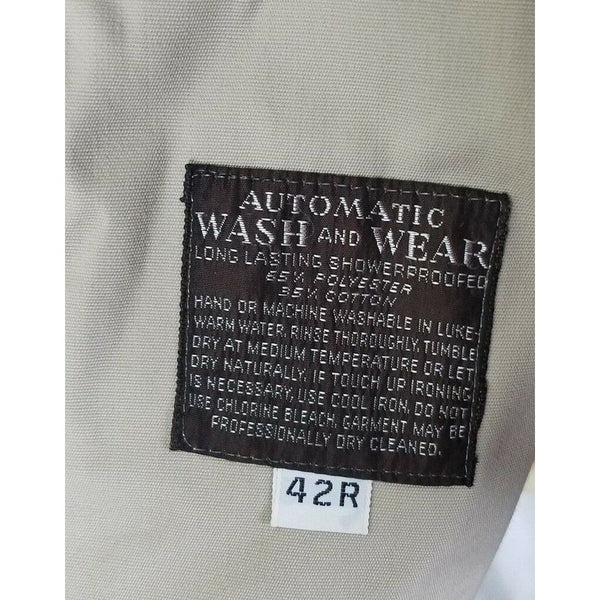 AUTOMATIC
WASH AND WEAR
LONG LASTING SHOWERPROOFED
65% POLYESTER
35% COTTON
HAND OR MACHINE WASHABLE IN LUKE-
WARM WATER, RINSE THOROUGHLY, TUMBLE
DRY AT MEDIUM TEMPERATURE OR LET
DRY NATURALLY. IF TOUCH UP IRONING
IS NECESSARY, USE COOL IRON, DO NOT
USE CHLORINE BLEACH, GARMENT MAY BE
PROFESSIONALLY DRY CLEANED.
42R